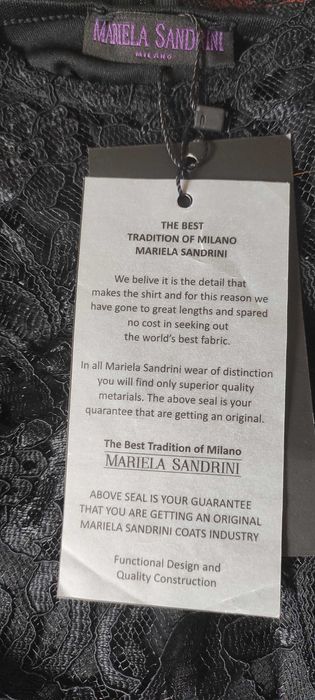 MARIELA SANDRINI
MILANO
THE BEST
TRADITION OF MILANO
MARIELA SANDRINI
We belive it is the detail that
makes the shirt and for this reason we
have gone to great lengths and spared
no cost in seeking out
the world's best fabric.
In all Mariela Sandrini wear of distinction
you will find only superior quality
metarials. The above seal is your
quarantee that are getting an original.
The Best Tradition of Milano
MARIELA SANDRINI
ABOVE SEAL IS YOUR GUARANTEE
THAT YOU ARE GETTING AN ORIGINAL
MARIELA SANDRINI COATS INDUSTRY
Functional Design and
Quality Construction